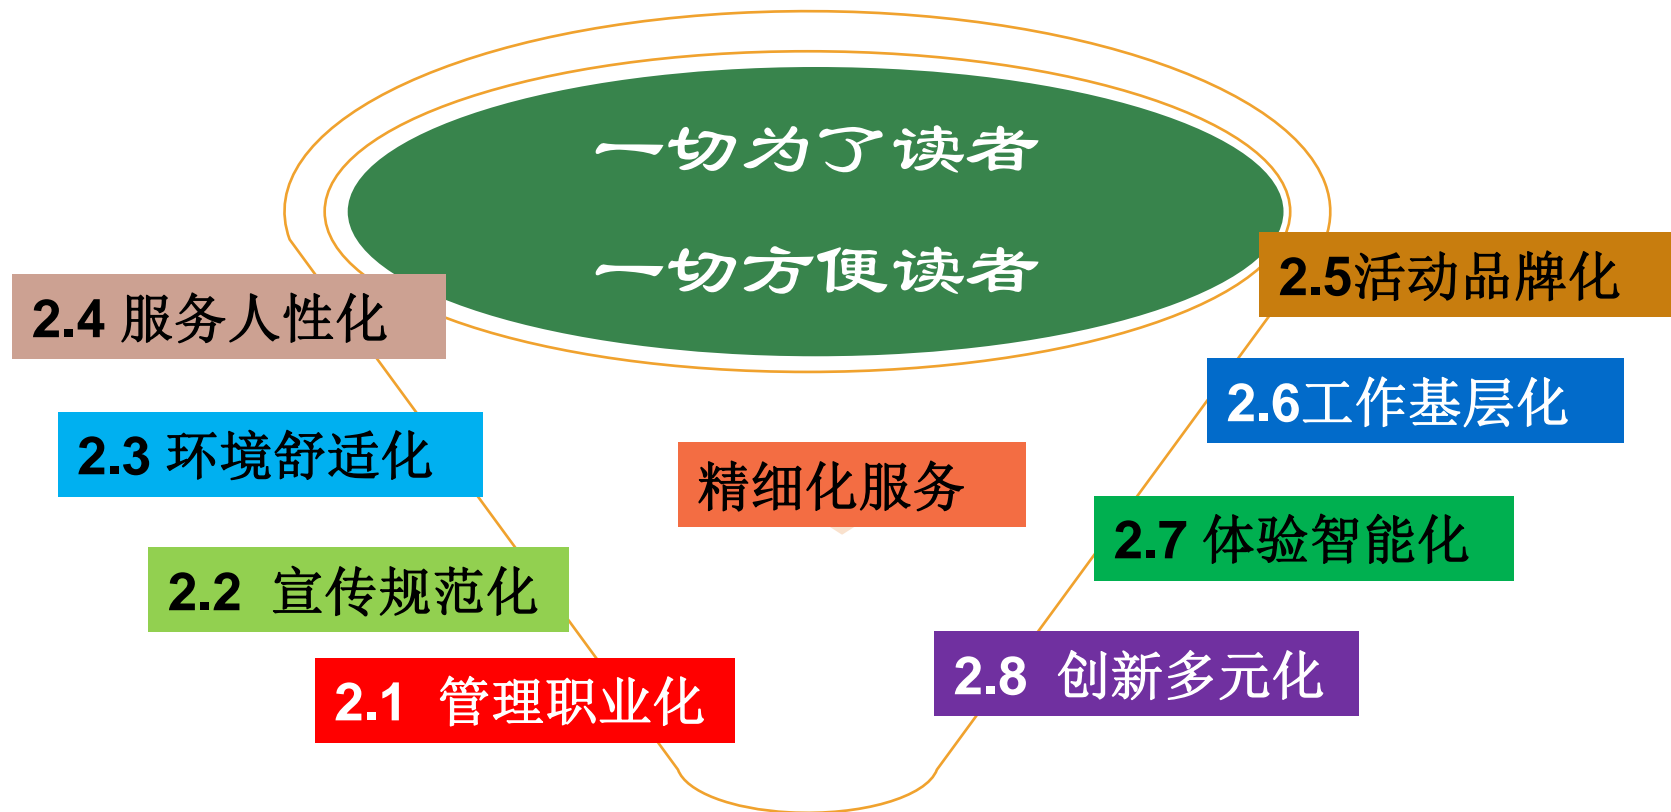 一切为了读者
一切方便读者
2.4 服务人性化
2.5活动品牌化
2.3 环境舒适化
2.6工作基层化
精细化服务
2.2 宣传规范化
2.7 体验智能化
2.1 管理职业化
2.8 创新多元化